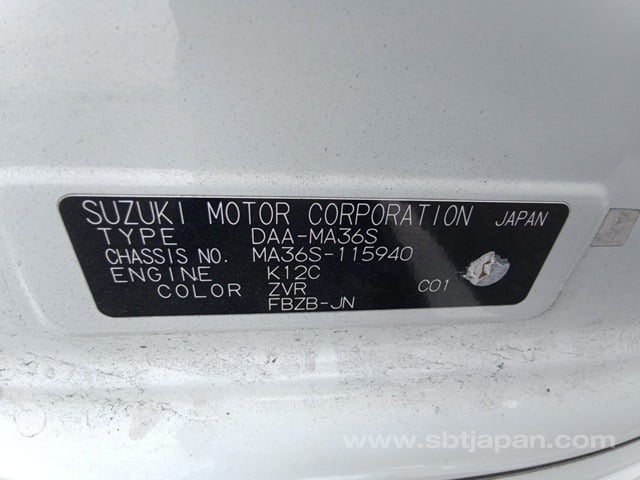 SUZUKI MOTOR CORPORATION JAPAN
TYPE DAA-MA36S
CHASSIS NO. MA36S-115940
ENGINE K12C
COLOR ZVR C01
FBZB-JN
www.sbtjapan.com